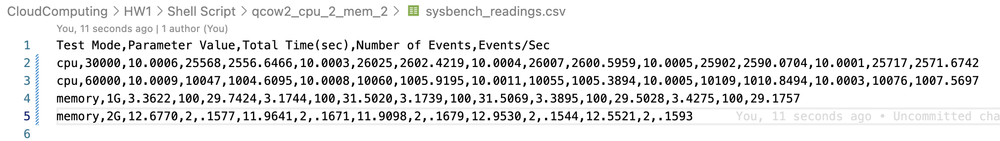 CloudComputing > HW1 > Shell Script > qcow2_cpu_2_mem_2 > sysbench_readings.csv
You, 11 seconds ago | 1 author (You)
1 Test Mode,Parameter Value,Total Time(sec),Number of Events,Events/Sec
2 cpu,30000,10.0006,25568,2556.6466,10.0003,26025,2602.4219,10.0004,26007,2600.5959,10.0005,25902,2590.0704,10.0001,25717,2571.6742
3 cpu,60000,10.0009,10047,1004.6095,10.0008,10060,1005.9195,10.0011,10055,1005.3894,10.0005,10109,1010.8494,10.0003,10076,1007.5697
4 memory,1G,3.3622,100,29.7424,3.1744,100,31.5020,3.1739,100,31.5069,3.3895,100,29.5028,3.4275,100,29.1757
5 memory,2G,12.6770,2,.1577,11.9641,2,.1671,11.9098,2,.1679,12.9530,2,.1544,12.5521,2,.1593 You, 11 seconds ago • Uncommitted cha
6